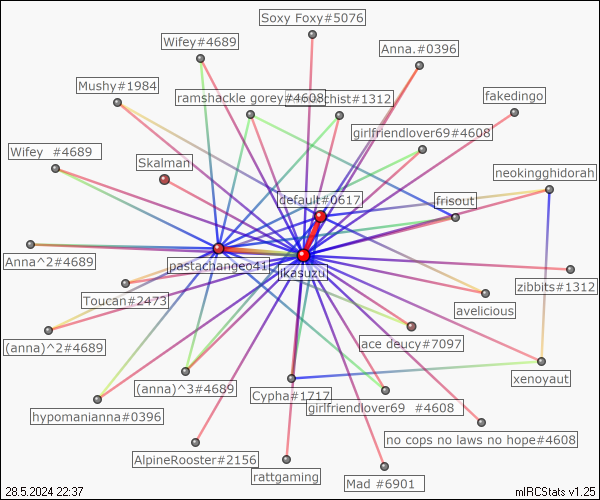 Soxy Foxy#5076
Wifey#4689
Anna.#0396
Mushy#1984
ramshackle gorey#4608
chist#1312
fakedingo
girlfriendlover69#4608
Wifey  #4689
Skalman
neokingghidorah
default#0617
frisout
Anna^2#4689
pastachangeo41
jikasuzu
zibbits#1312
Toucan#2473
avelicious
(anna)^2#4689
ace deucy#7097
xenoyaut
(anna)^3#4689
Cypha#1717
girlfriendlover69  #4608
hypomanianna#0396
no cops no laws no hope#4608
AlpineRooster#2156
rattgaming
Mad #6901
28.5.2024 22:37
mIRCStats v1.25